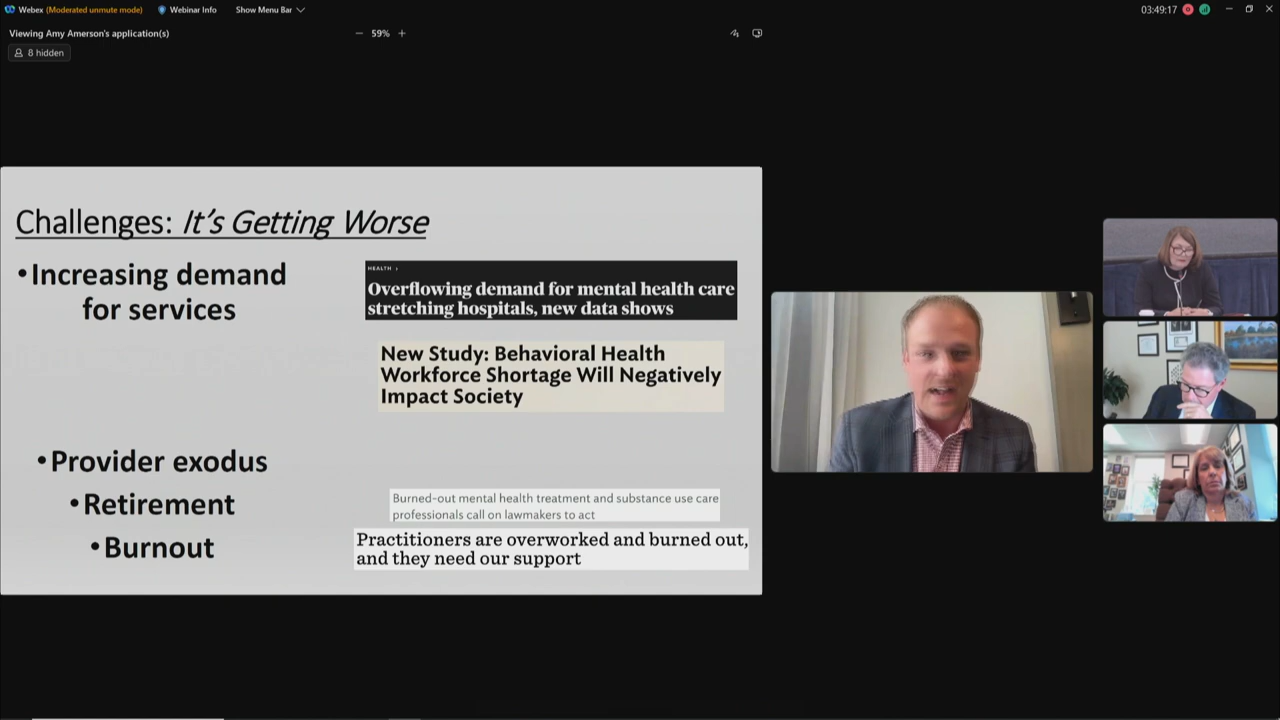 Webex (Moderated unmute mode) Webinar Info Show Menu Bar 03:49:17
Viewing Amy Amerson's application(s) 59%
8 hidden
Challenges: It's Getting Worse
•Increasing demand
for services
HEALTH ›
Overflowing demand for mental health care
stretching hospitals, new data shows
New Study: Behavioral Health
Workforce Shortage Will Negatively
Impact Society
•Provider exodus
•Retirement
•Burnout
Burned-out mental health treatment and substance use care
professionals call on lawmakers to act
Practitioners are overworked and burned out,
and they need our support